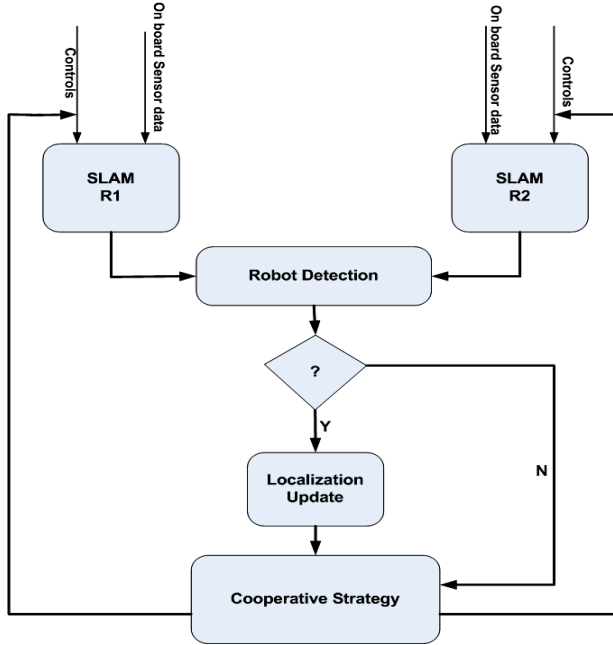 Controls
On board Sensor data
On board Sensor data
Controls
SLAM
R1
SLAM
R2
Robot Detection
?
Y
N
Localization
Update
Cooperative Strategy